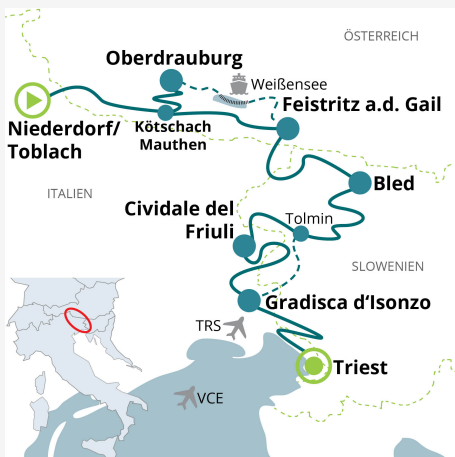 ÖSTERREICH
Oberdrauburg
Weißensee
Feistritz a.d. Gail
Niederdorf/
Toblach
Kötschach
Mauthen
Bled
ITALIEN
Cividale del
Friuli
Tolmin
SLOWENIEN
Gradisca d‘Isonzo
TRS
Triest
VCE